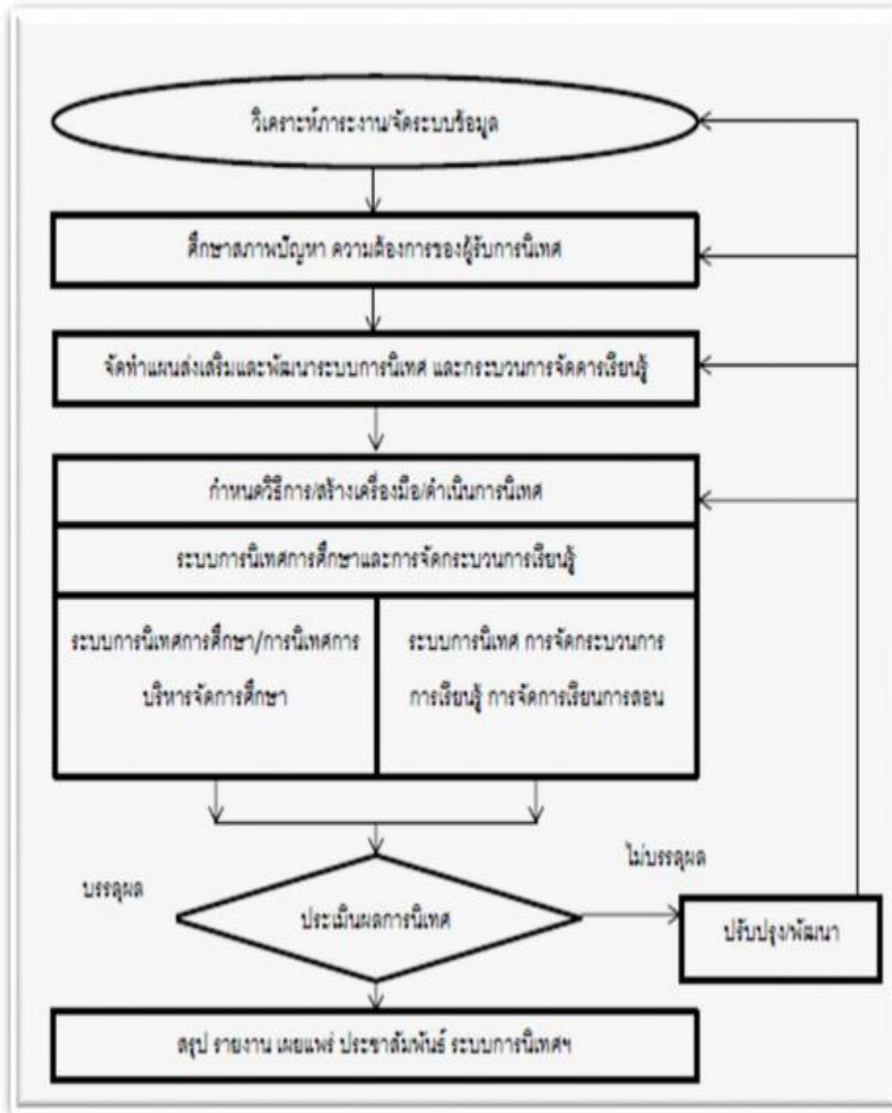 วิเคราะห์ภาระงาน/จัดระบบข้อมูล
ศึกษาสภาพปัญหา ความต้องการของผู้รับการนิเทศ
จัดทำแผนส่งเสริมและพัฒนาระบบการนิเทศ และกระบวนการจัดดารเรียนรู้
กำหนดวิธีการ/สร้างเครื่องมือ/ดำเนินการนิเทศ
ระบบการนิเทศการศึกษาและการจัดกระบวนการเรียนรู้
ระบบการนิเทศการศึกษา/การนิเทศการ
บริหารจัดการศึกษา
ระบบการนิเทศ การจัดกระบวนการ
การเรียนรู้ การจัดการเรียนการสอน
บรรลุผล
ไม่บรรลุผล
ประเมินผลการนิเทศ
ปรับปรุง/พัฒนา
สรุป รายงาน เผยแพร่ ประชาสัมพันธ์ ระบบการนิเทศฯ